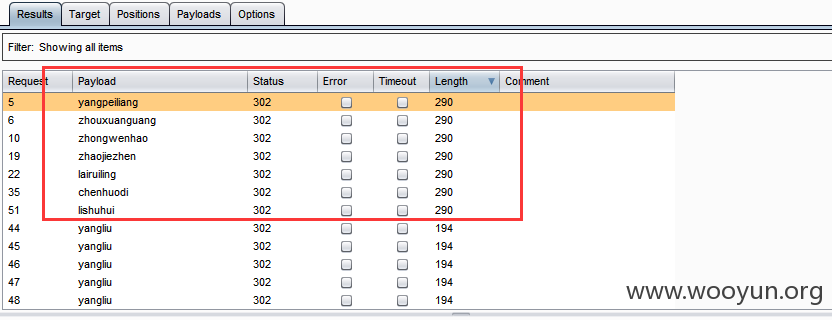 Results Target Positions Payloads Options
Filter: Showing all items
Request Payload Status Error Timeout Length Comment
5 yangpeiliang 302 290
6 zhouxuanguang 302 290
10 zhongwenhao 302 290
19 zhaojiezhen 302 290
22 lairuiling 302 290
35 chenhuodi 302 290
51 lishuhui 302 290
44 yangliu 302 194
45 yangliu 302 194
46 yangliu 302 194
47 yangliu 302 194
48 yangliu 302 194
www.wooyun.org